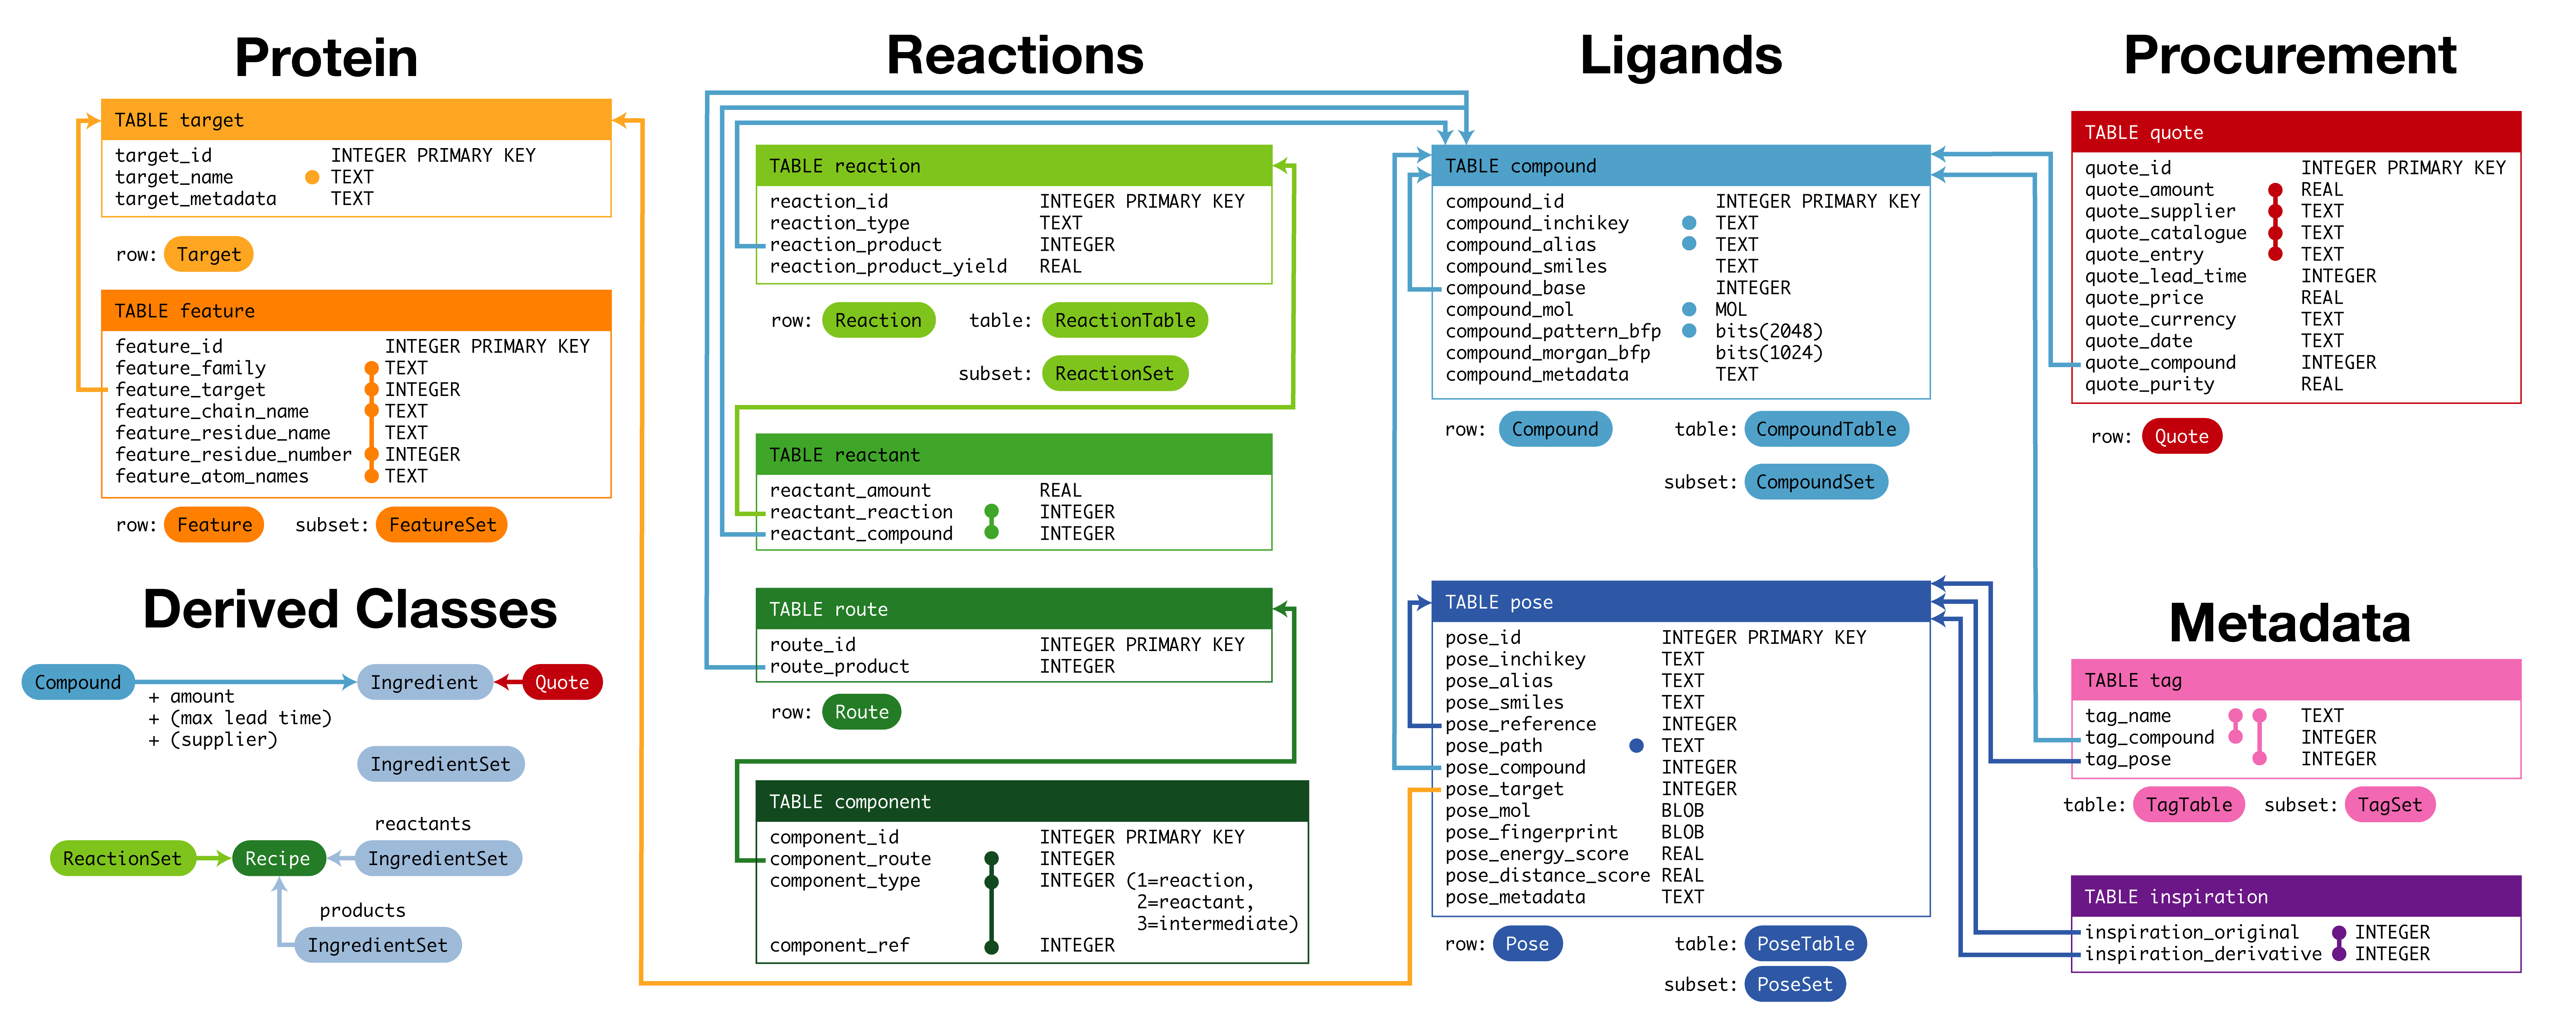 Protein
TABLE target
target_id INTEGER PRIMARY KEY
target_name TEXT
target_metadata TEXT
row: Target
TABLE feature
feature_id INTEGER PRIMARY KEY
feature_family TEXT
feature_target INTEGER
feature_chain_name TEXT
feature_residue_name TEXT
feature_residue_number INTEGER
feature_atom_names TEXT
row: Feature subset: FeatureSet
Derived Classes
Compound Ingredient Quote
+ amount
+ (max lead time)
+ (supplier)
IngredientSet
reactants
ReactionSet Recipe IngredientSet
products
IngredientSet
Reactions
TABLE reaction
reaction_id INTEGER PRIMARY KEY
reaction_type TEXT
reaction_product INTEGER
reaction_product_yield REAL
row: Reaction table: ReactionTable
subset: ReactionSet
TABLE reactant
reactant_amount REAL
reactant_reaction INTEGER
reactant_compound INTEGER
TABLE route
route_id INTEGER PRIMARY KEY
route_product INTEGER
row: Route
TABLE component
component_id INTEGER PRIMARY KEY
component_route INTEGER
component_type INTEGER (1=reaction,
2=reactant,
3=intermediate)
component_ref INTEGER
Ligands
TABLE compound
compound_id INTEGER PRIMARY KEY
compound_inchikey TEXT
compound_alias TEXT
compound_smiles TEXT
compound_base INTEGER
compound_mol MOL
compound_pattern_bfp bits(2048)
compound_morgan_bfp bits(1024)
compound_metadata TEXT
row: Compound table: CompoundTable
subset: CompoundSet
TABLE pose
pose_id INTEGER PRIMARY KEY
pose_inchikey TEXT
pose_alias TEXT
pose_smiles TEXT
pose_reference INTEGER
pose_path TEXT
pose_compound INTEGER
pose_target INTEGER
pose_mol BLOB
pose_fingerprint BLOB
pose_energy_score REAL
pose_distance_score REAL
pose_metadata TEXT
row: Pose table: PoseTable
subset: PoseSet
Procurement
TABLE quote
quote_id INTEGER PRIMARY KEY
quote_amount REAL
quote_supplier TEXT
quote_catalogue TEXT
quote_entry TEXT
quote_lead_time INTEGER
quote_price REAL
quote_currency TEXT
quote_date TEXT
quote_compound INTEGER
quote_purity REAL
row: Quote
Metadata
TABLE tag
tag_name TEXT
tag_compound INTEGER
tag_pose INTEGER
table: TagTable subset: TagSet
TABLE inspiration
inspiration_original INTEGER
inspiration_derivative INTEGER